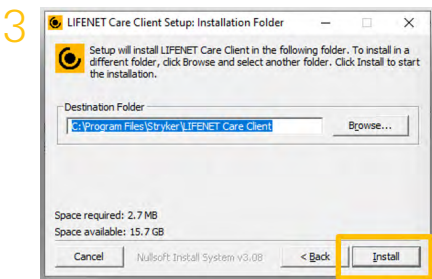 3
LIFENET Care Client Setup: Installation Folder
Setup will install LIFENET Care Client in the following folder. To install in a
different folder, click Browse and select another folder. Click Install to start
the installation.
Destination Folder
C:\Program Files\Stryker\LIFENET Care Client
Browse...
Space required: 2.7 MB
Space available: 15.7 GB
Cancel
Nullsoft Install System v3.08
< Back
Install